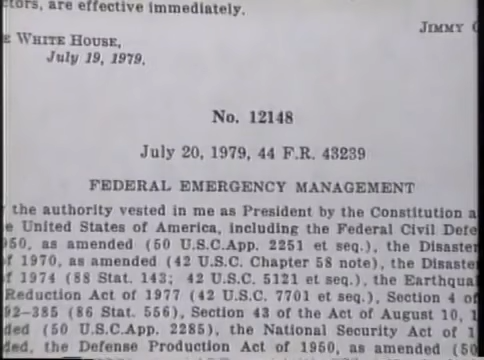 ctors, are effective immediately.
JIMMY C
E WHITE HOUSE,
July 19, 1979.
No. 12148
July 20, 1979, 44 F.R. 43239
FEDERAL EMERGENCY MANAGEMENT
the authority vested in me as President by the Constitution a
e United States of America, including the Federal Civil Defe
950, as amended (50 U.S.C.App. 2251 et seq.), the Disaster
f 1970, as amended (42 U.S.C. Chapter 58 note), the Disaste
f 1974 (88 Stat. 143; 42 U.S.C. 5121 et seq.), the Earthqua
Reduction Act of 1977 (42 U.S.C. 7701 et seq.), Section 4 of
92–385 (86 Stat. 556), Section 43 of the Act of August 10, 1
ded (50 U.S.C.App. 2285), the National Security Act of 1
ded, the Defense Production Act of 1950, as amended (50